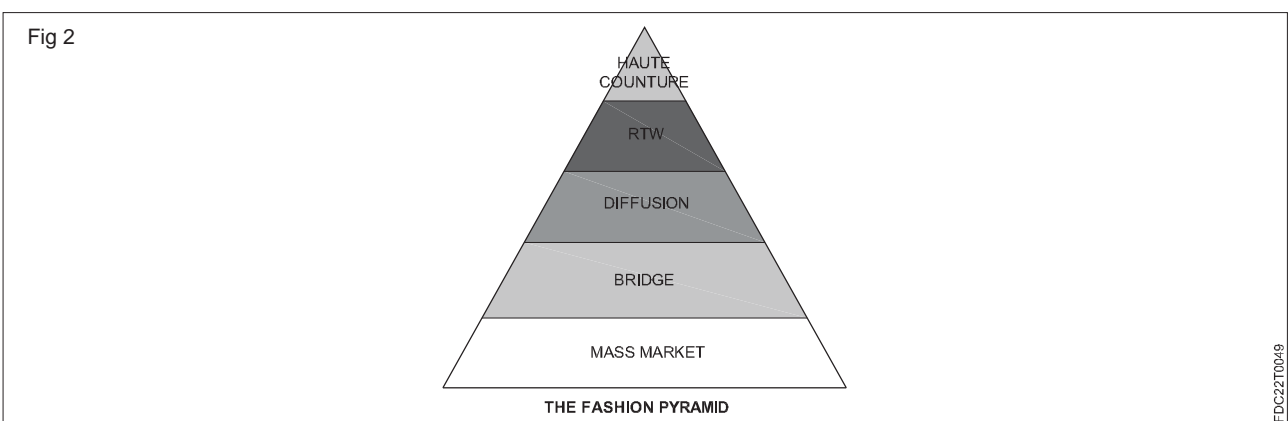 Fig 2
HAUTE
COUNTURE
RTW
DIFFUSION
BRIDGE
MASS MARKET
THE FASHION PYRAMID
FDC22T0049